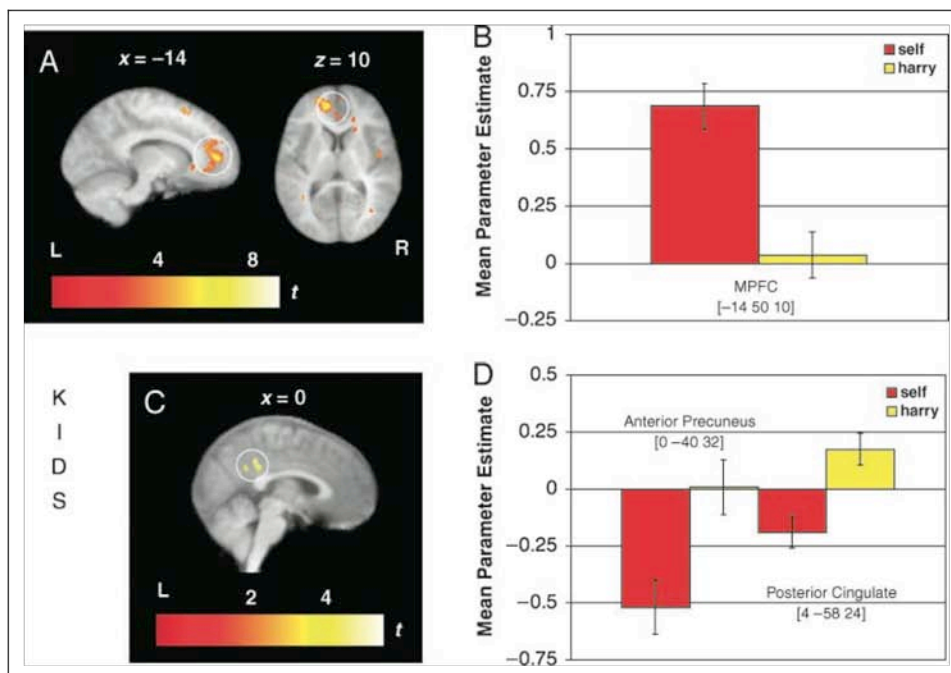 A
x = −14
z = 10
L
R
4
8
t
B
1
0.75
0.5
0.25
0
−0.25
Mean Parameter Estimate
self
harry
MPFC
[−14 50 10]
K
I
D
S
C
x = 0
L
2
4
t
D
0.5
0.25
0
−0.25
−0.5
−0.75
Mean Parameter Estimate
self
harry
Anterior Precuneus
[0 −40 32]
Posterior Cingulate
[4 −58 24]